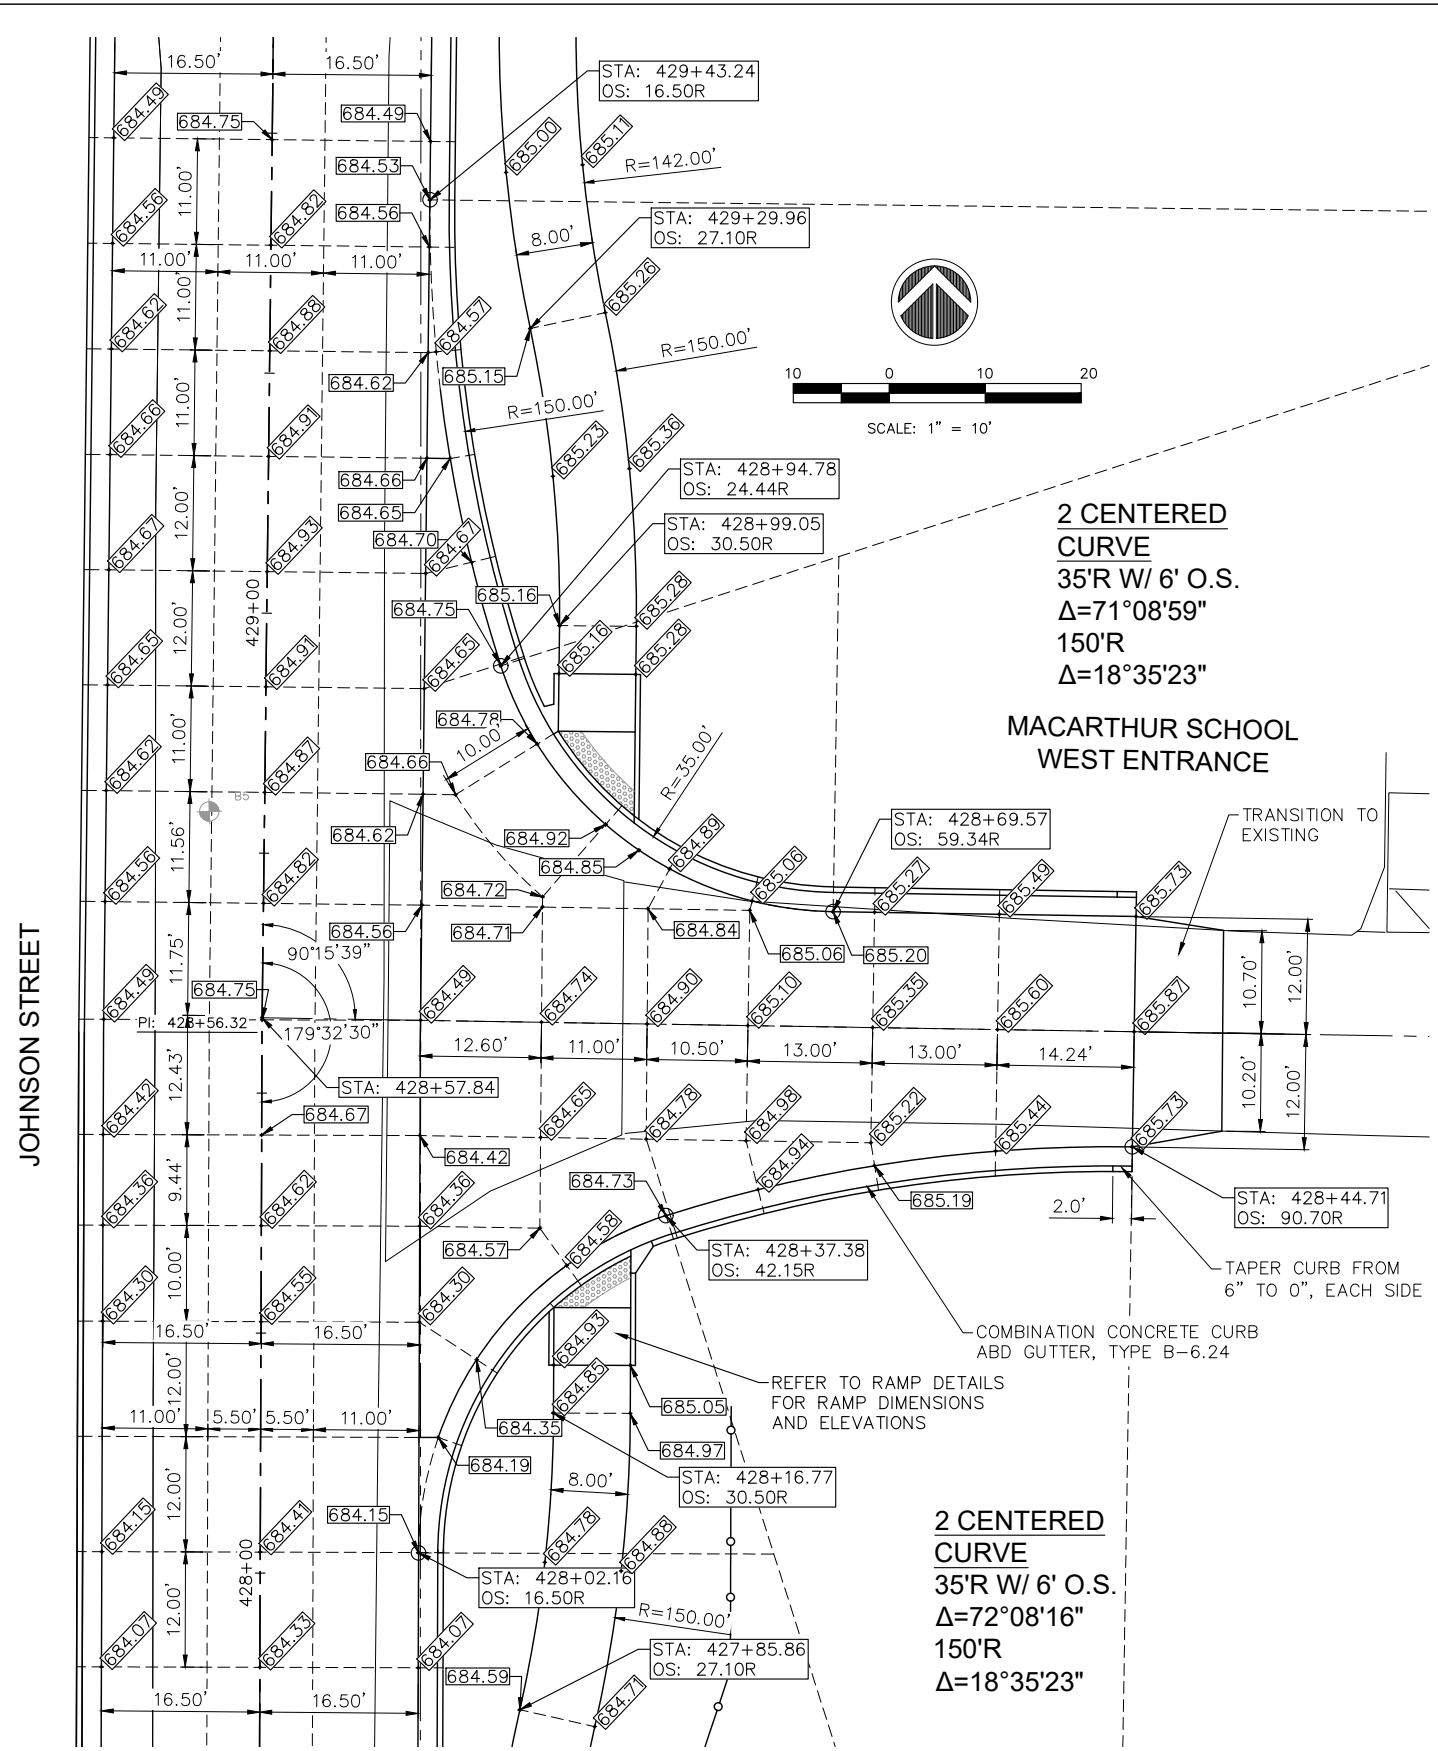 16.50'
16.50'
STA: 429+43.24
OS: 16.50R
684.49
684.75
684.49
685.00
685.11
R=142.00'
684.53
11.00'
684.56
684.82
684.56
STA: 429+29.96
OS: 27.10R
8.00'
11.00'
11.00'
11.00'
11.00'
685.26
684.62
684.88
684.57
R=150.00'
684.62
685.15
10
0
10
20
SCALE: 1" = 10'
11.00'
R=150.00'
684.66
684.91
685.23
685.36
684.66
STA: 428+94.78
OS: 24.44R
684.65
12.00'
684.67
684.93
684.70
684.67
STA: 428+99.05
OS: 30.50R
2 CENTERED
CURVE
35'R W/ 6' O.S.
Δ=71°08'59"
150'R
Δ=18°35'23"
429+00
12.00'
684.75
685.16
685.28
684.65
684.91
684.65
685.16
685.28
MACARTHUR SCHOOL
WEST ENTRANCE
11.00'
684.78
10.00'
684.62
684.87
684.66
R=35.00'
B5
11.56'
684.62
684.92
684.85
684.89
STA: 428+69.57
OS: 59.34R
TRANSITION TO
EXISTING
684.56
684.82
684.72
685.06
685.27
685.49
685.73
684.56
684.71
684.84
685.06
685.20
JOHNSON STREET
11.75'
90°15'39"
684.49
684.75
684.49
684.74
684.90
685.10
685.35
685.60
685.87
10.70'
12.00'
PI: 428+56.32
179°32'30"
12.60'
11.00'
10.50'
13.00'
13.00'
14.24'
12.43'
STA: 428+57.84
684.42
684.67
684.65
684.78
684.98
685.22
685.44
685.73
10.20'
12.00'
684.42
9.44'
684.36
684.62
684.36
684.73
684.94
685.19
2.0'
STA: 428+44.71
OS: 90.70R
684.57
684.58
STA: 428+37.38
OS: 42.15R
TAPER CURB FROM
6" TO 0", EACH SIDE
10.00'
684.30
684.55
684.30
16.50'
16.50'
684.93
COMBINATION CONCRETE CURB
ABD GUTTER, TYPE B-6.24
12.00'
684.85
REFER TO RAMP DETAILS
FOR RAMP DIMENSIONS
AND ELEVATIONS
11.00'
5.50'
5.50'
11.00'
684.35
685.05
684.19
684.97
12.00'
8.00'
STA: 428+16.77
OS: 30.50R
684.15
684.41
684.15
684.78
684.88
2 CENTERED
CURVE
35'R W/ 6' O.S.
Δ=72°08'16"
150'R
Δ=18°35'23"
428+00
12.00'
STA: 428+02.16
OS: 16.50R
R=150.00'
684.07
684.33
684.07
684.59
STA: 427+85.86
OS: 27.10R
16.50'
16.50'
684.71
11.00'